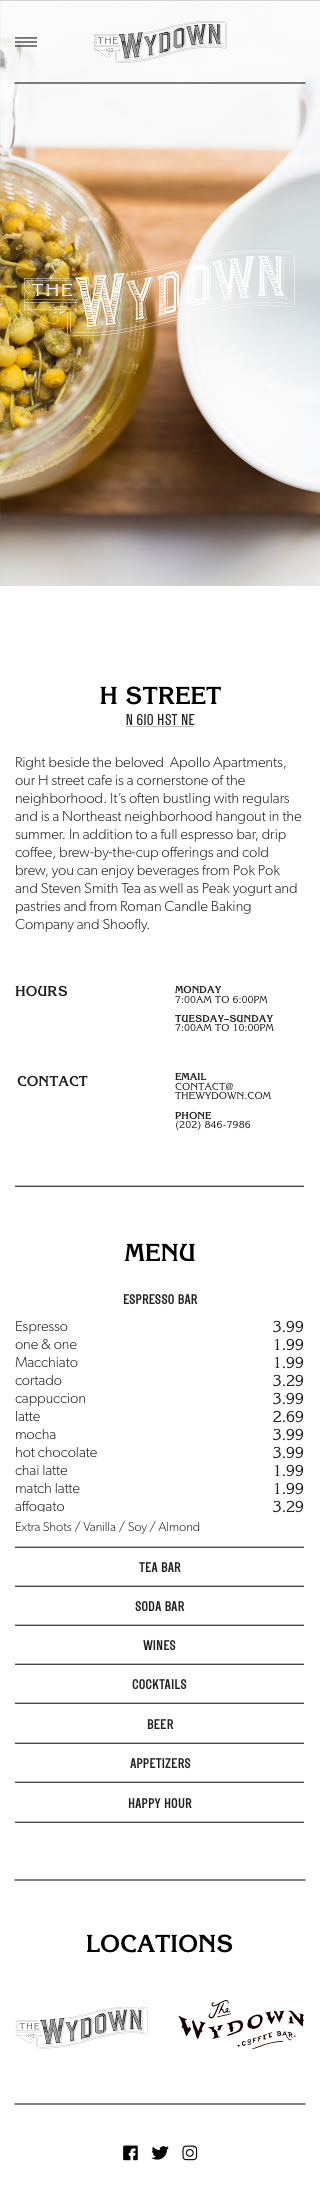 THE WYDOWN
THE WYDOWN
H STREET
N 610 HST NE
Right beside the beloved Apollo Apartments,
our H street cafe is a cornerstone of the
neighborhood. It's often bustling with regulars
and is a Northeast neighborhood hangout in the
summer. In addition to a full espresso bar, drip
coffee, brew-by-the-cup offerings and cold
brew, you can enjoy beverages from Pok Pok
and Steven Smith Tea as well as Peak yogurt and
pastries and from Roman Candle Baking
Company and Shoofly.
HOURS
MONDAY
7:00AM TO 6:00PM
TUESDAY–SUNDAY
7:00AM TO 10:00PM
CONTACT
EMAIL
CONTACT@
THEWYDOWN.COM
PHONE
(202) 846-7986
MENU
ESPRESSO BAR
Espresso 3.99
one & one 1.99
Macchiato 1.99
cortado 3.29
cappuccion 3.99
latte 2.69
mocha 3.99
hot chocolate 3.99
chai latte 1.99
match latte 1.99
affogato 3.29
Extra Shots / Vanilla / Soy / Almond
TEA BAR
SODA BAR
WINES
COCKTAILS
BEER
APPETIZERS
HAPPY HOUR
LOCATIONS
THE WYDOWN
The
WYDOWN
COFFEE BAR